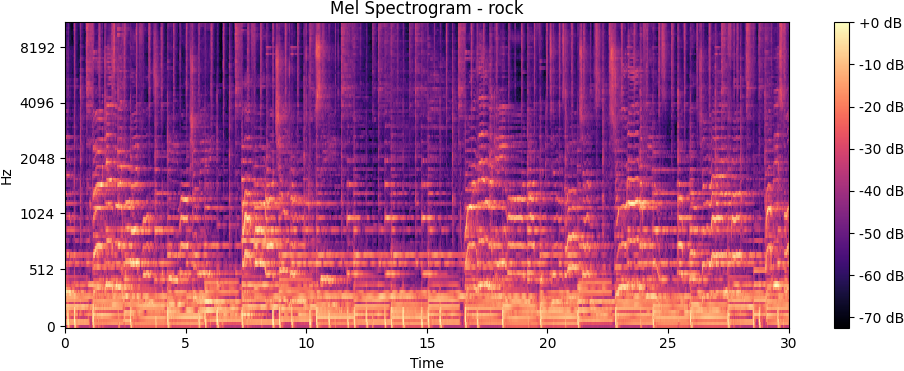 Mel Spectrogram - rock
Hz
8192
4096
2048
1024
512
0
0 5 10 15 20 25 30
Time
+0 dB
-10 dB
-20 dB
-30 dB
-40 dB
-50 dB
-60 dB
-70 dB